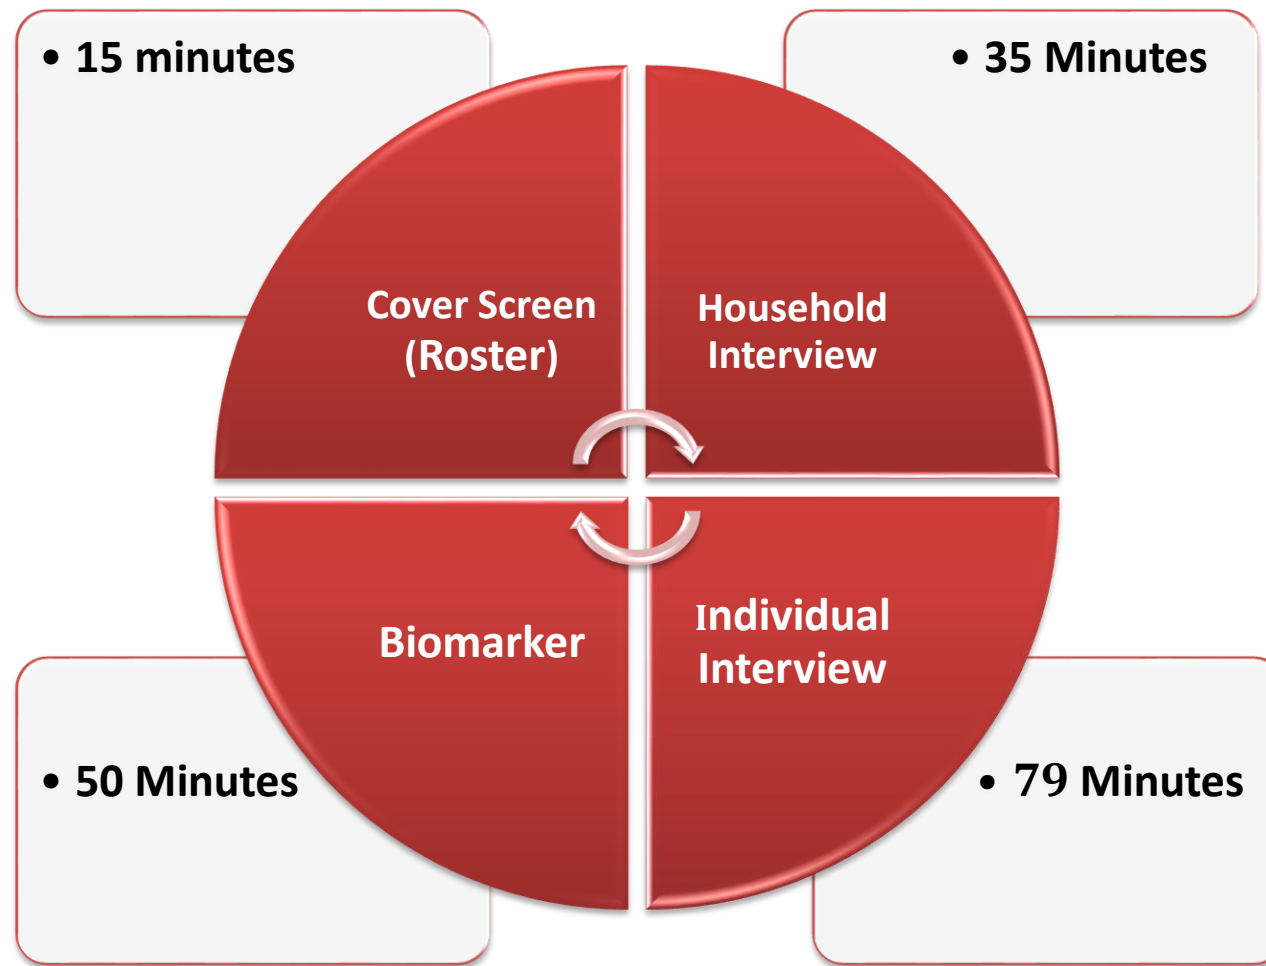 • 15 minutes
• 35 Minutes
Cover Screen
(Roster)
Household
Interview
Biomarker
Individual
Interview
• 50 Minutes
• 79 Minutes